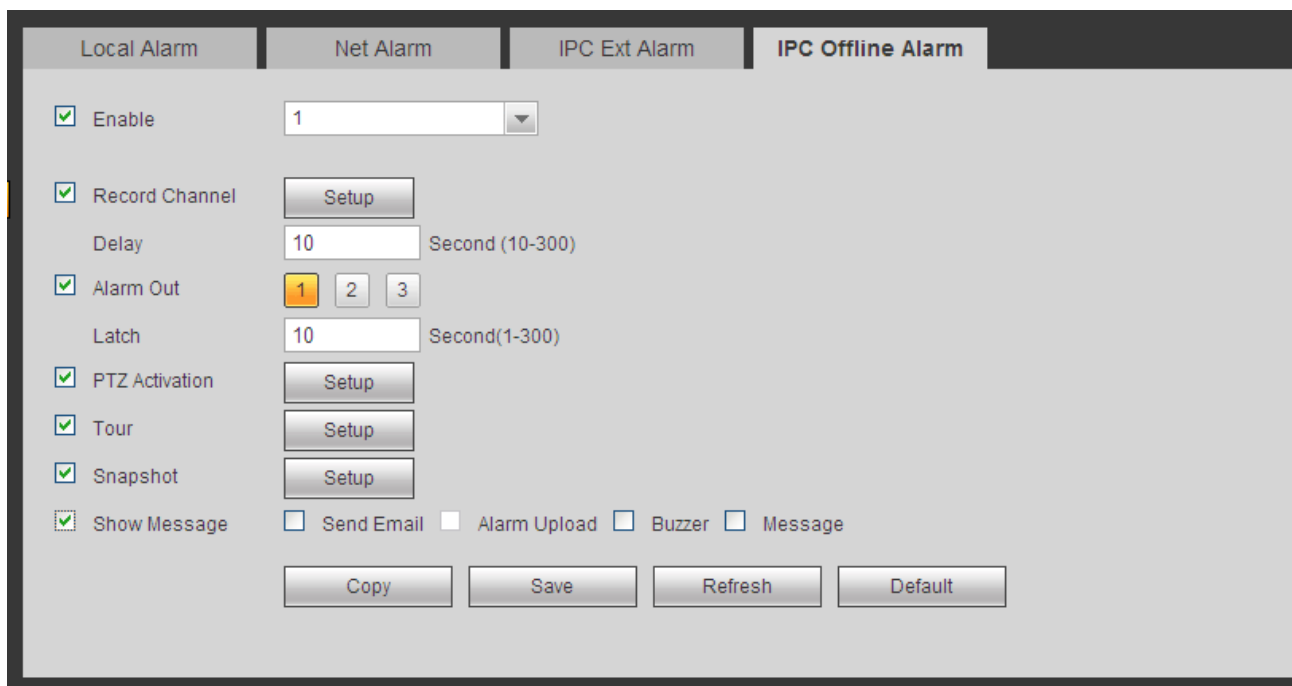 Local Alarm Net Alarm IPC Ext Alarm IPC Offline Alarm
Enable 1
Record Channel Setup
Delay 10 Second (10-300)
Alarm Out 1 2 3
Latch 10 Second(1-300)
PTZ Activation Setup
Tour Setup
Snapshot Setup
Show Message Send Email Alarm Upload Buzzer Message
Copy Save Refresh Default